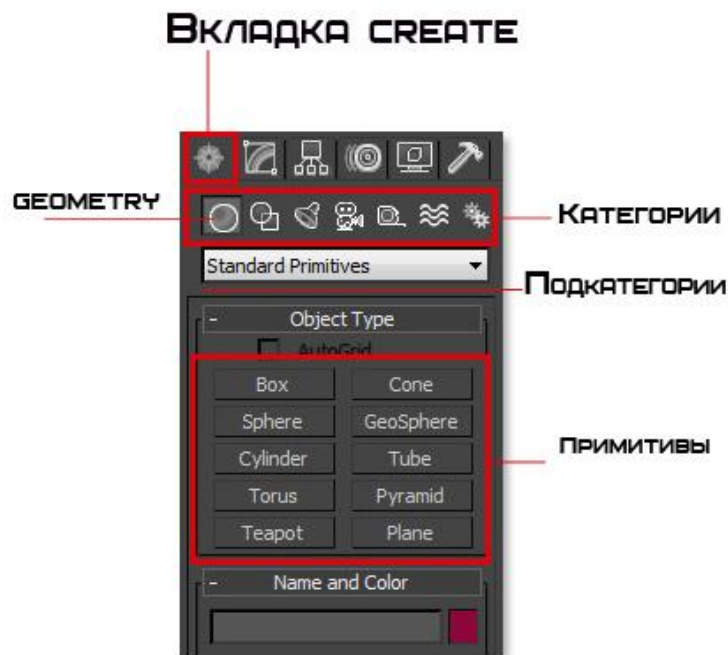 Вкладка create
geometry
Категории
Standard Primitives
Подкатегории
- Object Type
AutoGrid
Box Cone
Sphere GeoSphere
Cylinder Tube
примитивы
Torus Pyramid
Teapot Plane
- Name and Color